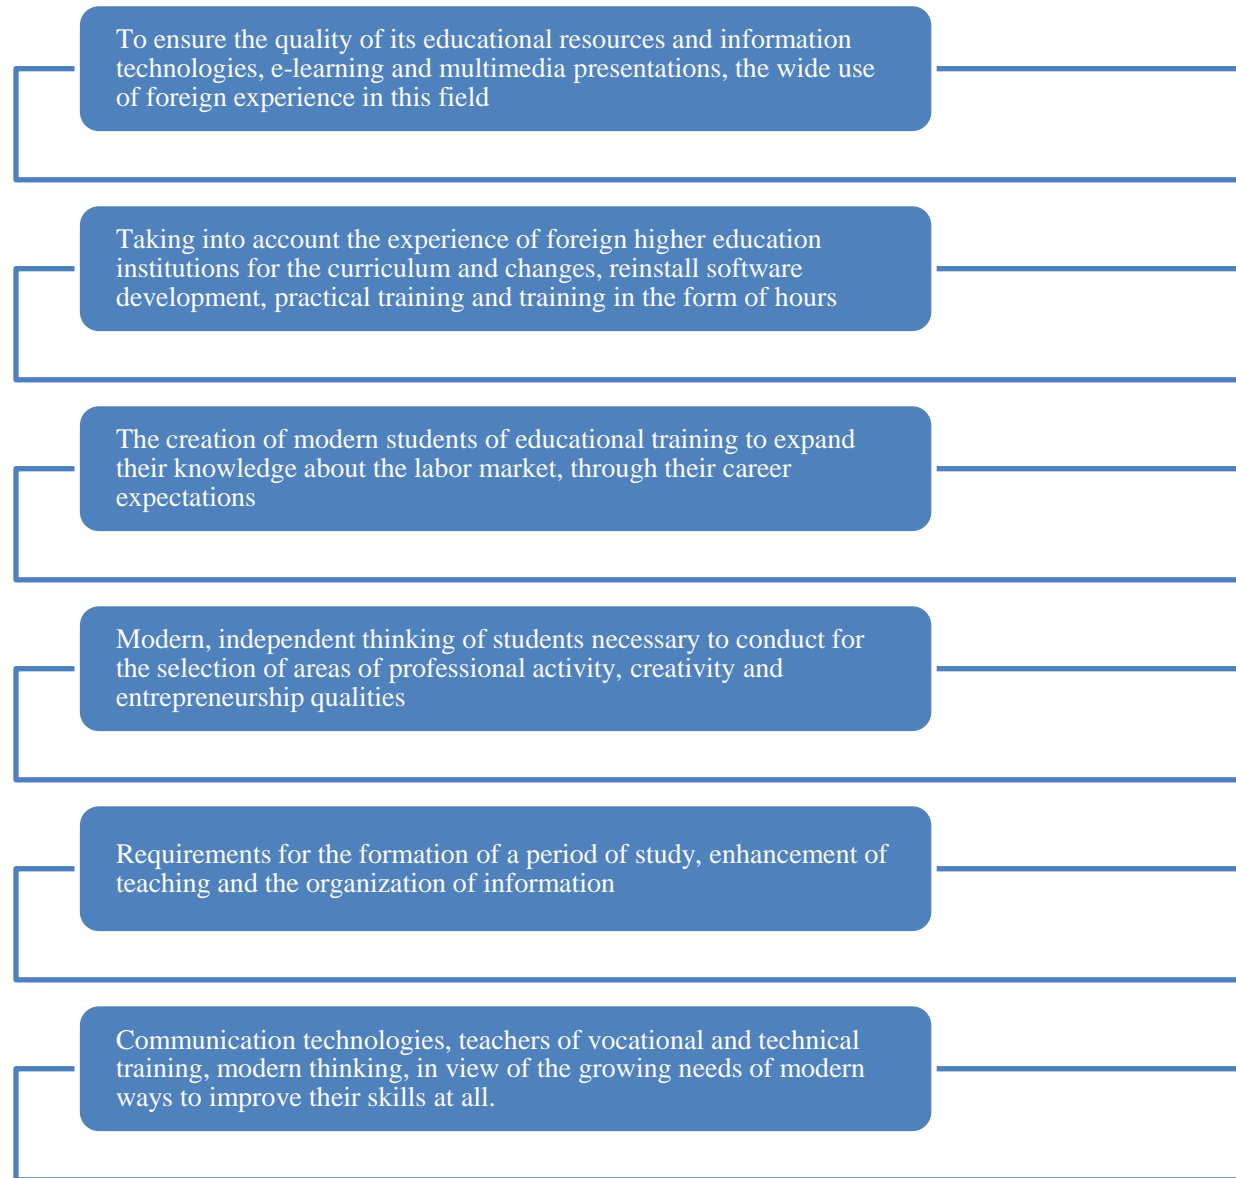 To ensure the quality of its educational resources and information
technologies, e-learning and multimedia presentations, the wide use
of foreign experience in this field
Taking into account the experience of foreign higher education
institutions for the curriculum and changes, reinstall software
development, practical training and training in the form of hours
The creation of modern students of educational training to expand
their knowledge about the labor market, through their career
expectations
Modern, independent thinking of students necessary to conduct for
the selection of areas of professional activity, creativity and
entrepreneurship qualities
Requirements for the formation of a period of study, enhancement of
teaching and the organization of information
Communication technologies, teachers of vocational and technical
training, modern thinking, in view of the growing needs of modern
ways to improve their skills at all.